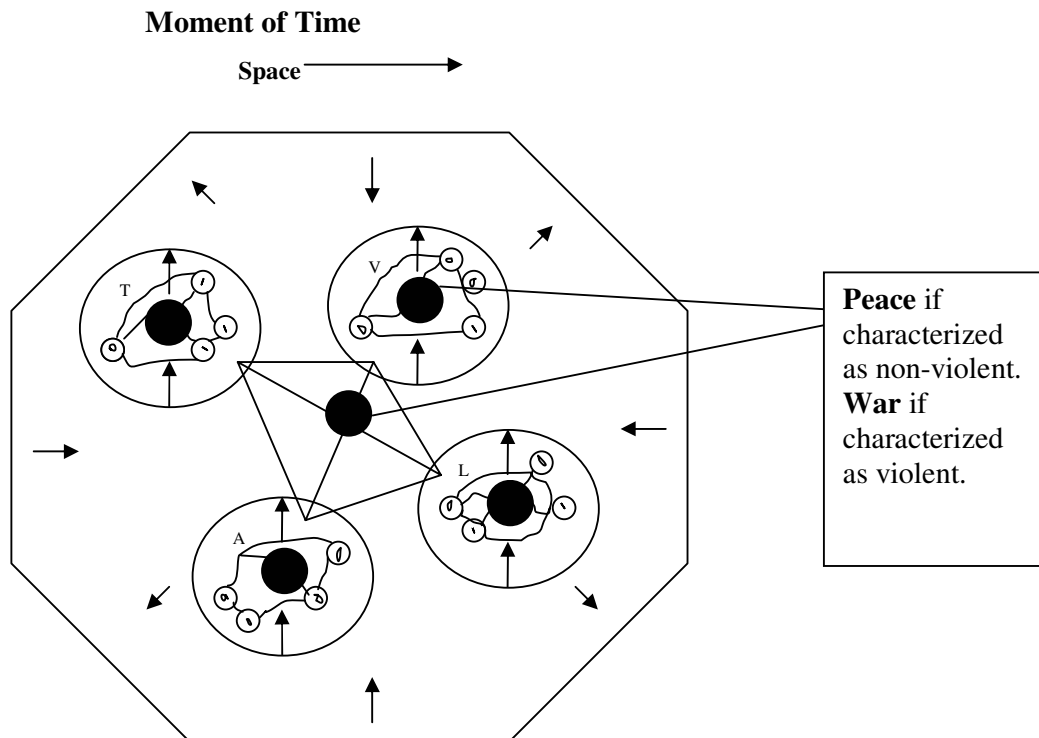 Moment of Time
Space
T
V
Peace if
characterized
as non-violent.
War if
characterized
as violent.
L
A